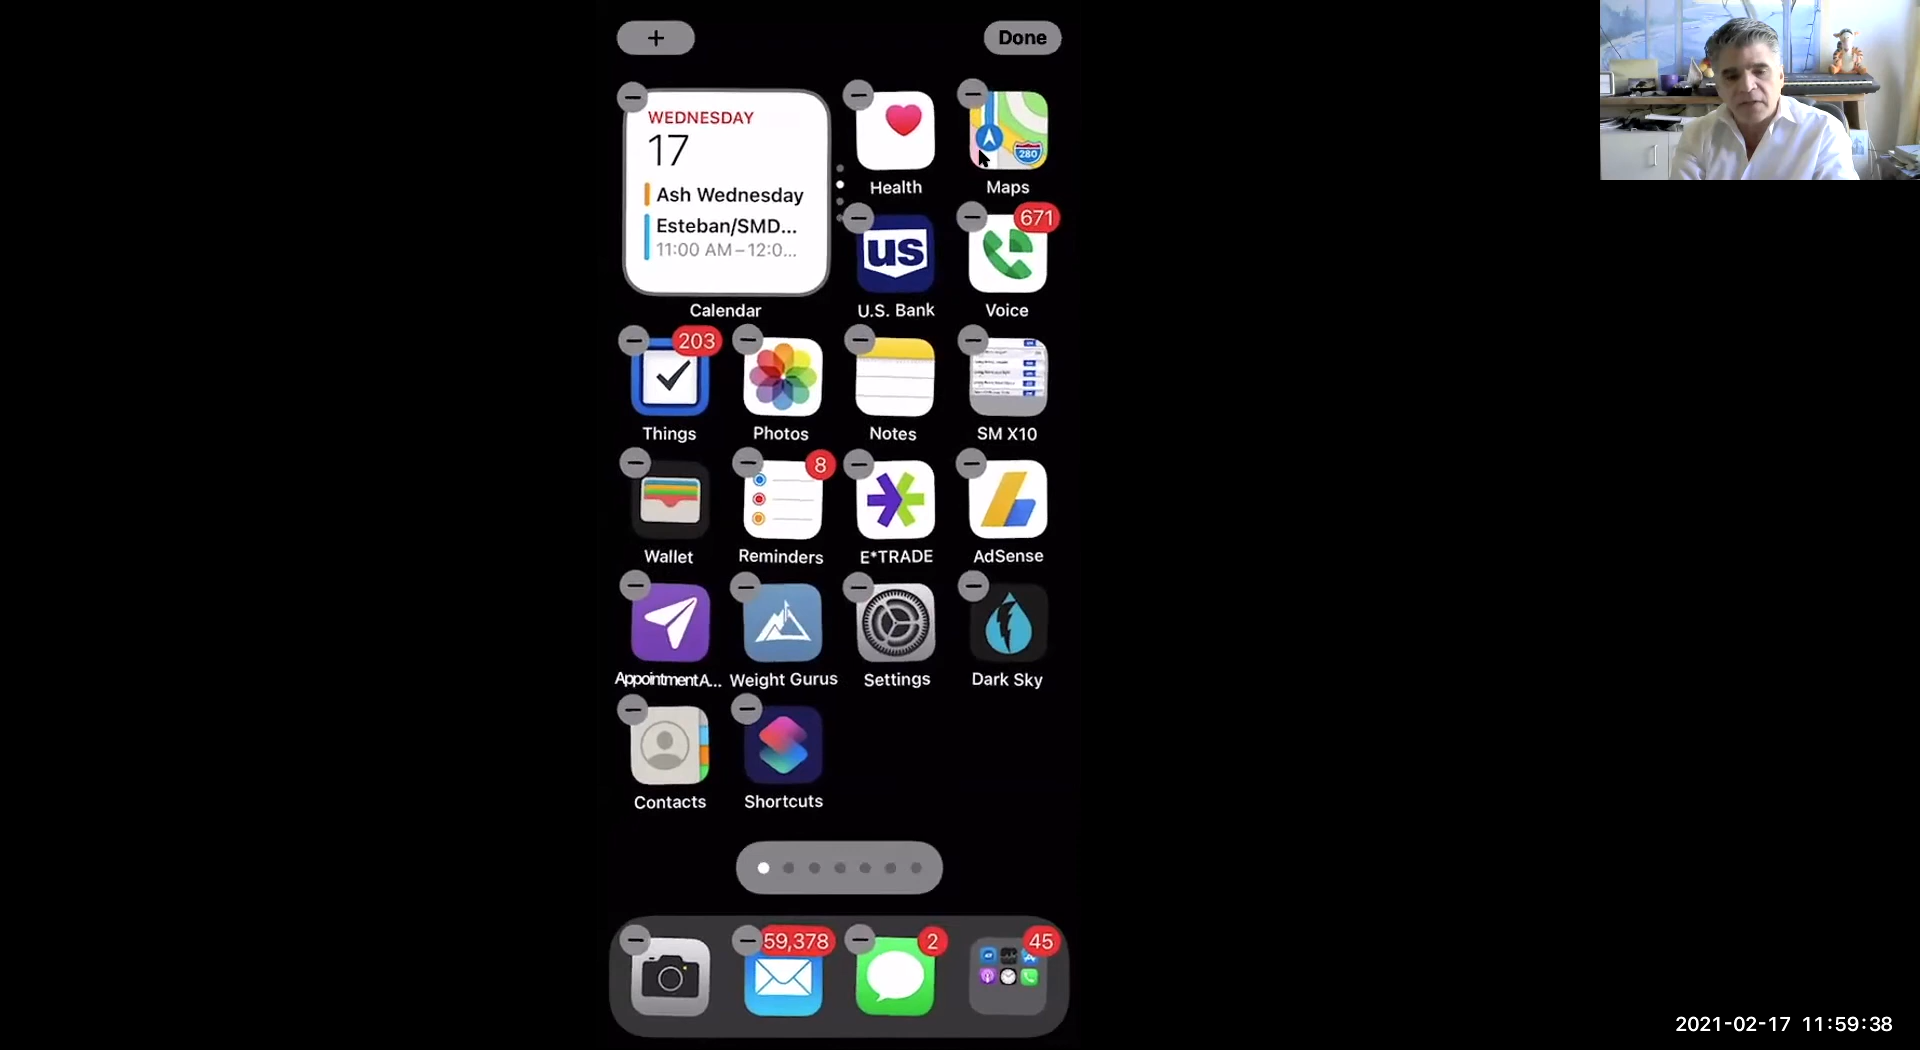 +
Done
WEDNESDAY
17
Ash Wednesday
Esteban/SMD...
11:00 AM – 12:0...
Calendar
Health
280
Maps
us
U.S. Bank
671
Voice
203
Things
Photos
Notes
SM X10
Wallet
8
Reminders
E*TRADE
AdSense
AppointmentA...
Weight Gurus
Settings
Dark Sky
Contacts
Shortcuts
59,378
2
45
2021-02-17 11:59:38